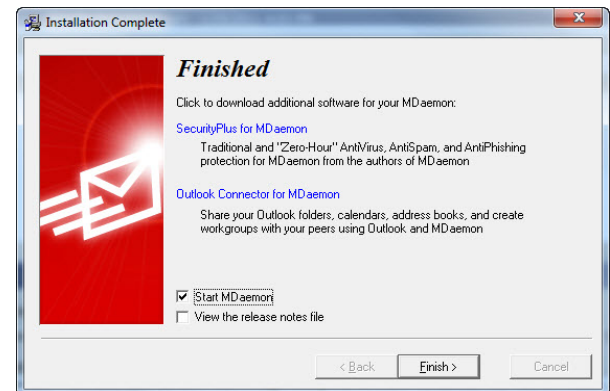 Installation Complete
Finished
Click to download additional software for your MDaemon:
SecurityPlus for MDaemon
Traditional and "Zero-Hour" AntiVirus, AntiSpam, and AntiPhishing
protection for MDaemon from the authors of MDaemon
Outlook Connector for MDaemon
Share your Outlook folders, calendars, address books, and create
workgroups with your peers using Outlook and MDaemon
Start MDaemon
View the release notes file
< Back Finish > Cancel